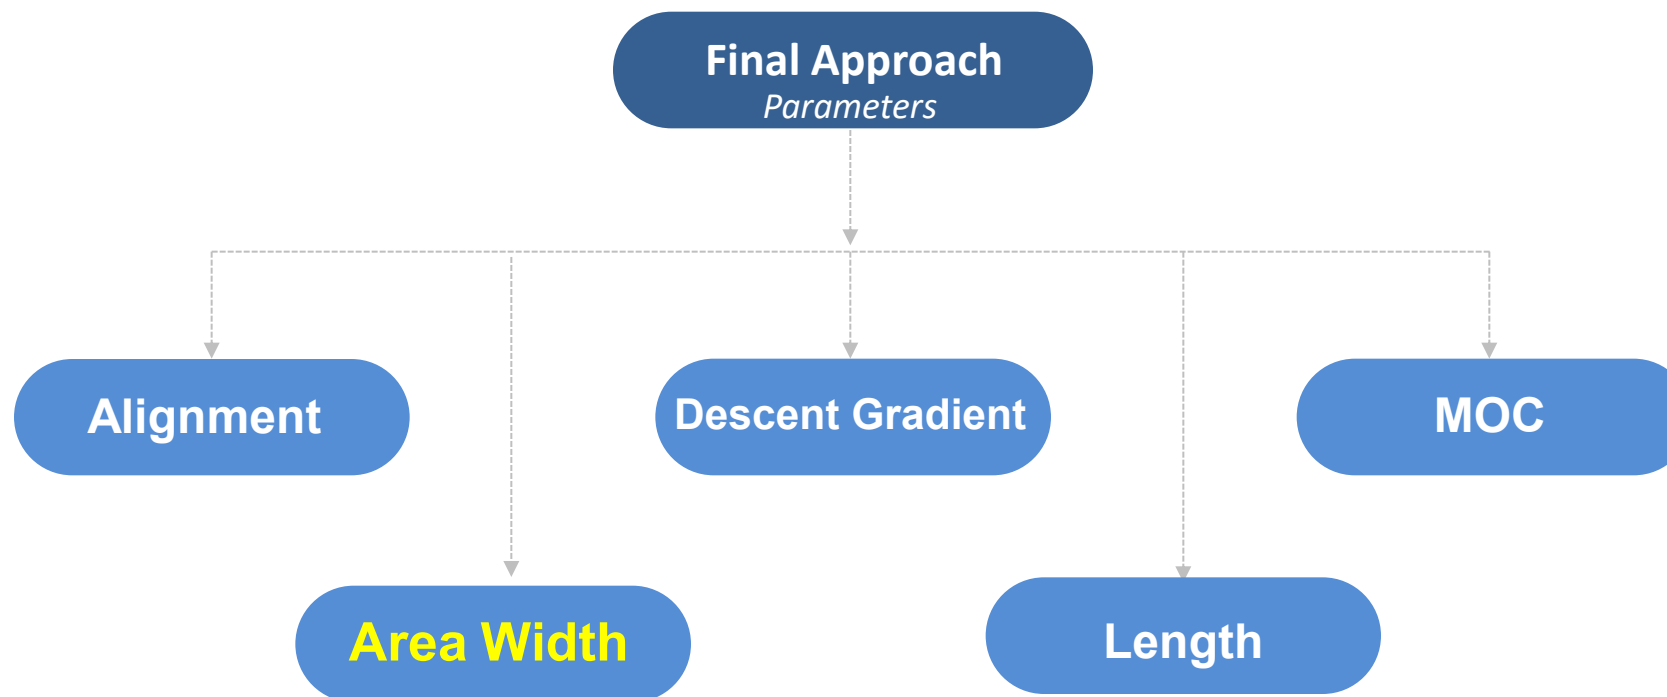 Final Approach
Parameters
Alignment
Descent Gradient
MOC
Area Width
Length